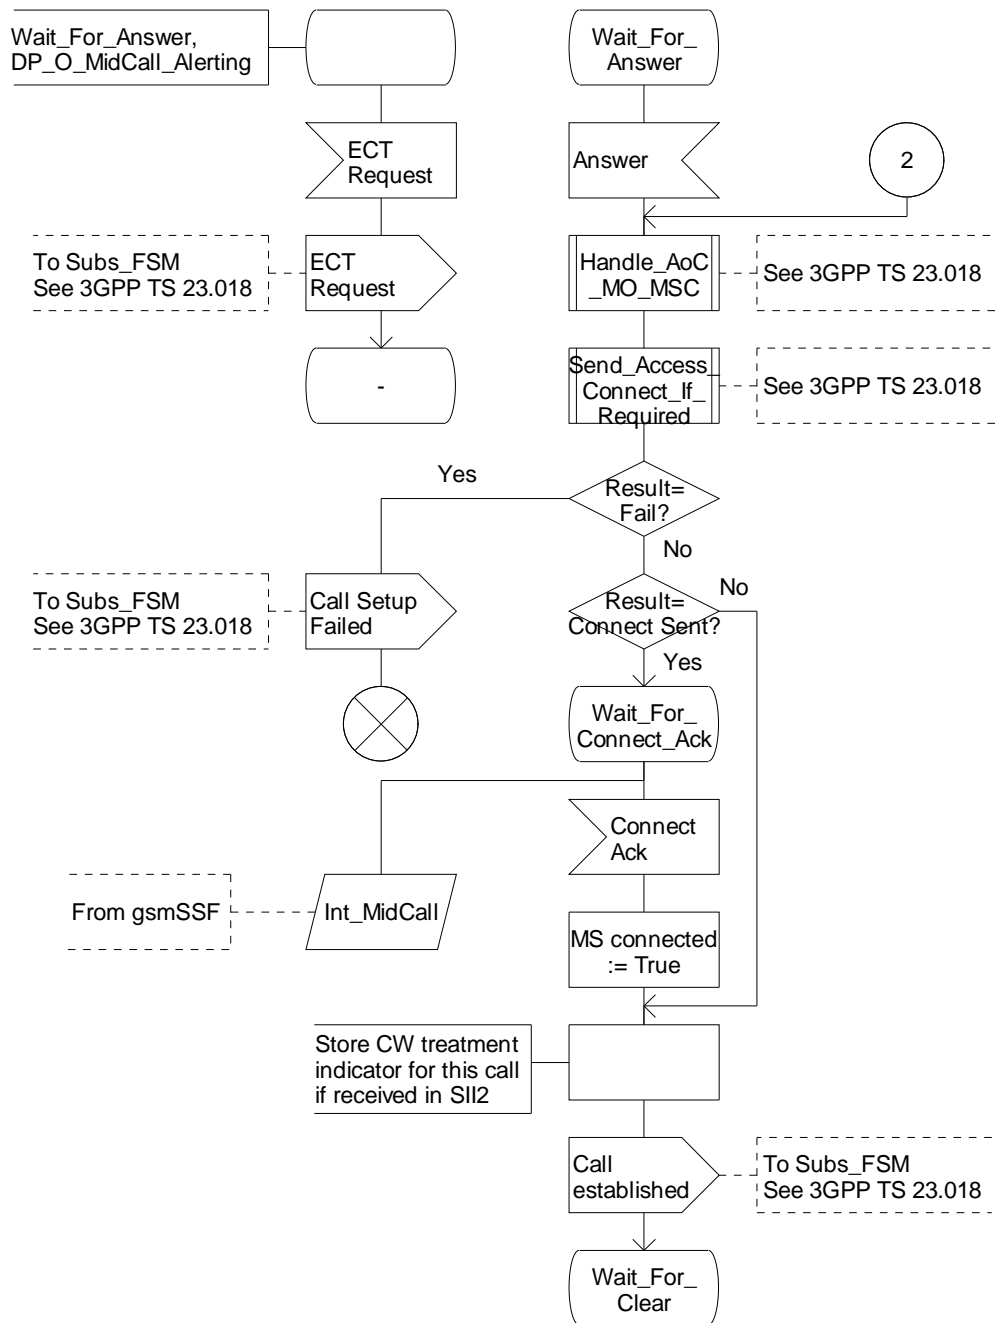 Wait_For_Answer,
DP_O_MidCall_Alerting
Wait_For_
Answer
ECT
Request
Answer
2
To Subs_FSM
See 3GPP TS 23.018
ECT
Request
Handle_AoC
_MO_MSC
See 3GPP TS 23.018
-
Send_Access_
Connect_If_
Required
See 3GPP TS 23.018
Yes
Result=
Fail?
No
To Subs_FSM
See 3GPP TS 23.018
Call Setup
Failed
Result=
Connect Sent?
No
Yes
Wait_For_
Connect_Ack
Connect
Ack
From gsmSSF
Int_MidCall
MS connected
:= True
Store CW treatment
indicator for this call
if received in SII2
Call
established
To Subs_FSM
See 3GPP TS 23.018
Wait_For_
Clear